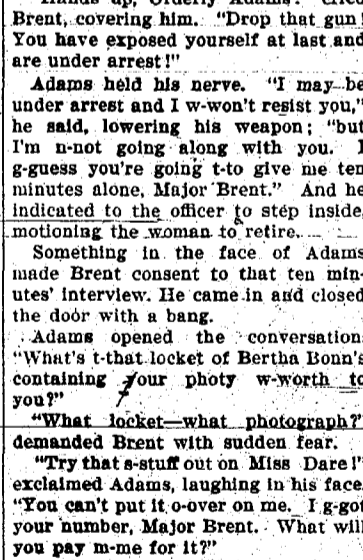 Hands up, Orderly Adams! cried
Brent, covering him. "Drop that gun!
You have exposed yourself at last and
are under arrest!"
Adams held his nerve. "I may be
under arrest and I w-won't resist you,"
he said, lowering his weapon; "but
I'm n-not going along with you. I
g-guess you're going t-to give me ten
minutes alone, Major Brent." And he
indicated to the officer to step inside,
motioning the woman to retire.
Something in the face of Adams
made Brent consent to that ten min-
utes' interview. He came in and closed
the door with a bang.
Adams opened the conversation:
"What's t-that locket of Bertha Bonn's
containing your photy w-worth to
you?"
"What locket—what photograph?"
demanded Brent with sudden fear.
"Try that s-stuff out on Miss Dare!"
exclaimed Adams, laughing in his face.
"You can't put it o-over on me. I g-got
your number, Major Brent. What will
you pay m-me for it?"